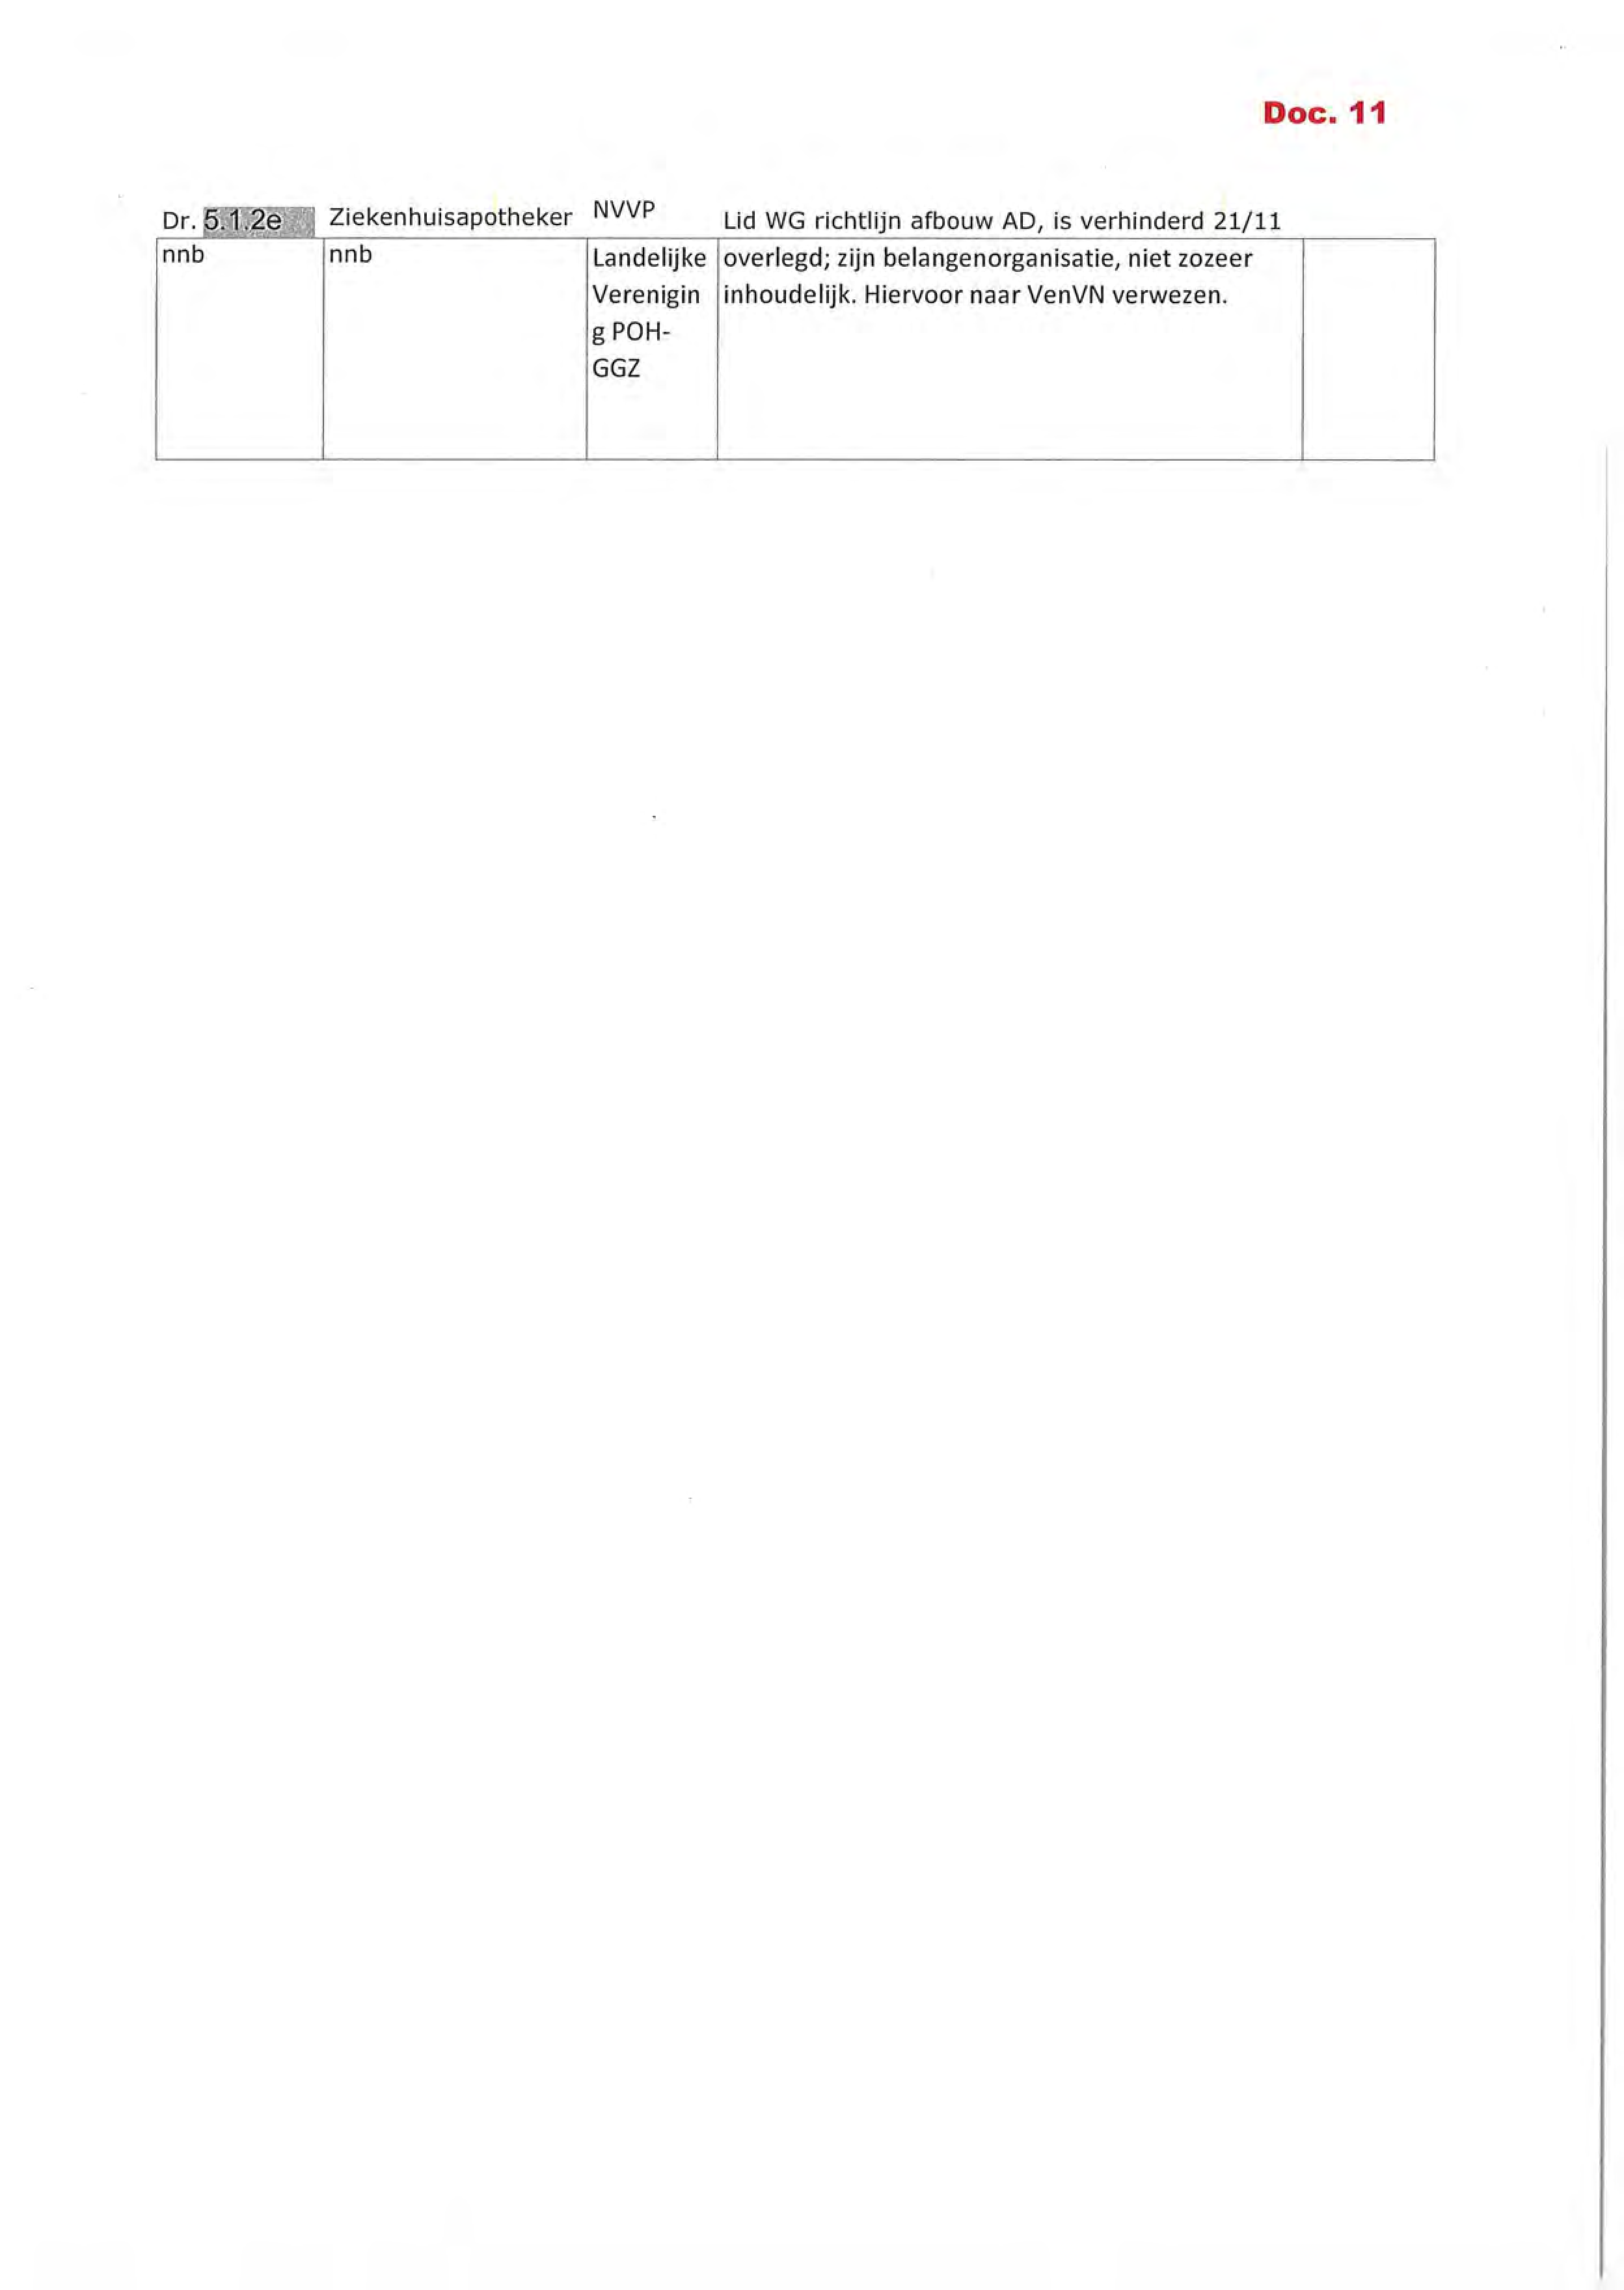 Doc. 11
Dr. 5.1.2e Ziekenhuisapotheker NVVP Lid WG richtlijn afbouw AD, is verhinderd 21/11
nnb nnb Landelijke overlegd; zijn belangenorganisatie, niet zozeer
Verenigin inhoudelijk. Hiervoor naar VenVN verwezen.
g POH-
GGZ